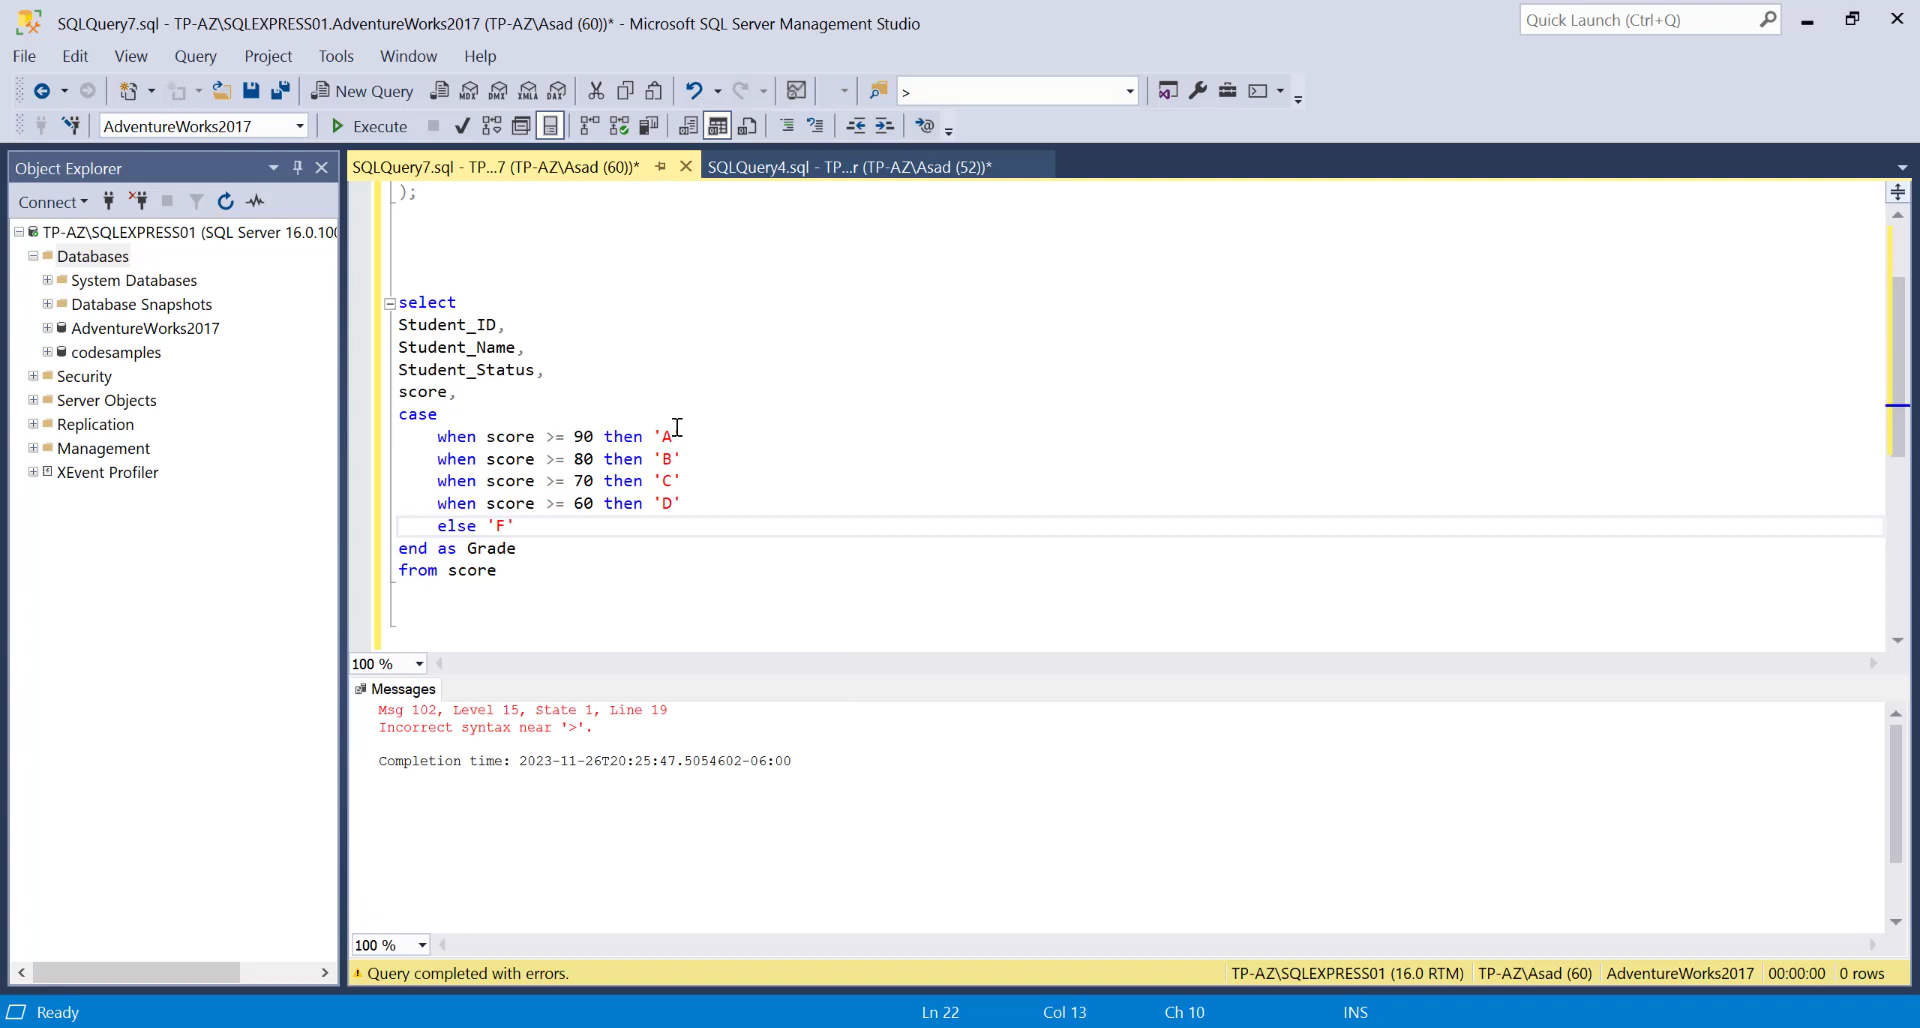 SQLQuery7.sql - TP-AZ\SQLEXPRESS01.AdventureWorks2017 (TP-AZ\Asad (60))* - Microsoft SQL Server Management Studio
Quick Launch (Ctrl+Q)
File Edit View Query Project Tools Window Help
New Query MDX DMX XMLA DAX >
AdventureWorks2017 Execute
Object Explorer
SQLQuery7.sql - TP...7 (TP-AZ\Asad (60))* SQLQuery4.sql - TP...r (TP-AZ\Asad (52))*
Connect
TP-AZ\SQLEXPRESS01 (SQL Server 16.0.100
Databases
System Databases
Database Snapshots
AdventureWorks2017
codesamples
Security
Server Objects
Replication
Management
XEvent Profiler
);
select
Student_ID,
Student_Name,
Student_Status,
score,
case
when score >= 90 then 'A
when score >= 80 then 'B'
when score >= 70 then 'C'
when score >= 60 then 'D'
else 'F'
end as Grade
from score
100 %
Messages
Msg 102, Level 15, State 1, Line 19
Incorrect syntax near '>'.
Completion time: 2023-11-26T20:25:47.5054602-06:00
100 %
Query completed with errors. TP-AZ\SQLEXPRESS01 (16.0 RTM) TP-AZ\Asad (60) AdventureWorks2017 00:00:00 0 rows
Ready Ln 22 Col 13 Ch 10 INS